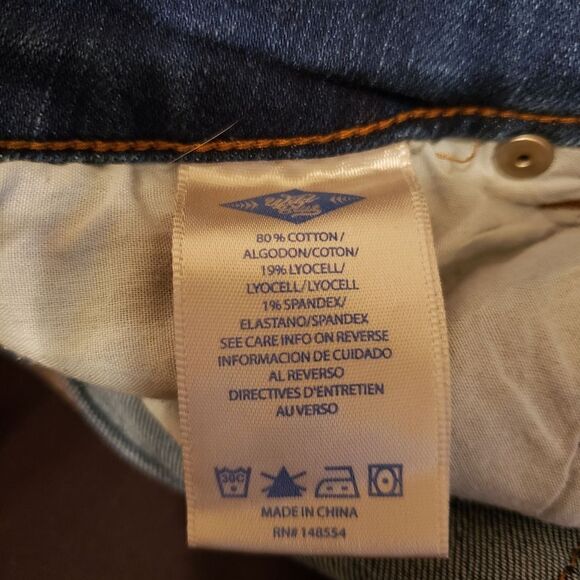 80 % COTTON/
ALGODON/COTON/
19% LYOCELL/
LYOCELL/LYOCELL
1% SPANDEX/
ELASTANO/SPANDEX
SEE CARE INFO ON REVERSE
INFORMACION DE CUIDADO
AL REVERSO
DIRECTIVES D'ENTRETIEN
AU VERSO
30C
MADE IN CHINA
RN# 148554